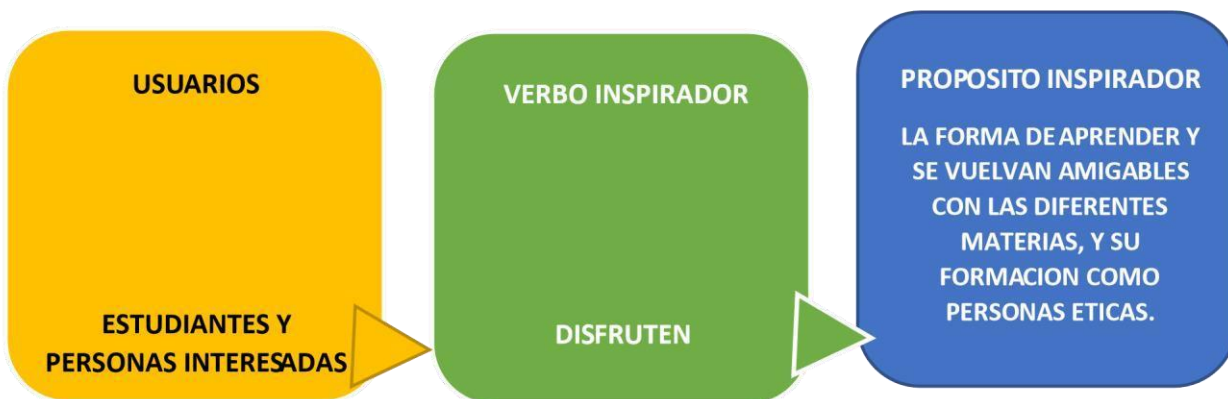 USUARIOS
ESTUDIANTES Y
PERSONAS INTERESADAS
VERBO INSPIRADOR
DISFRUTEN
PROPOSITO INSPIRADOR
LA FORMA DE APRENDER Y
SE VUELVAN AMIGABLES
CON LAS DIFERENTES
MATERIAS, Y SU
FORMACION COMO
PERSONAS ETICAS.